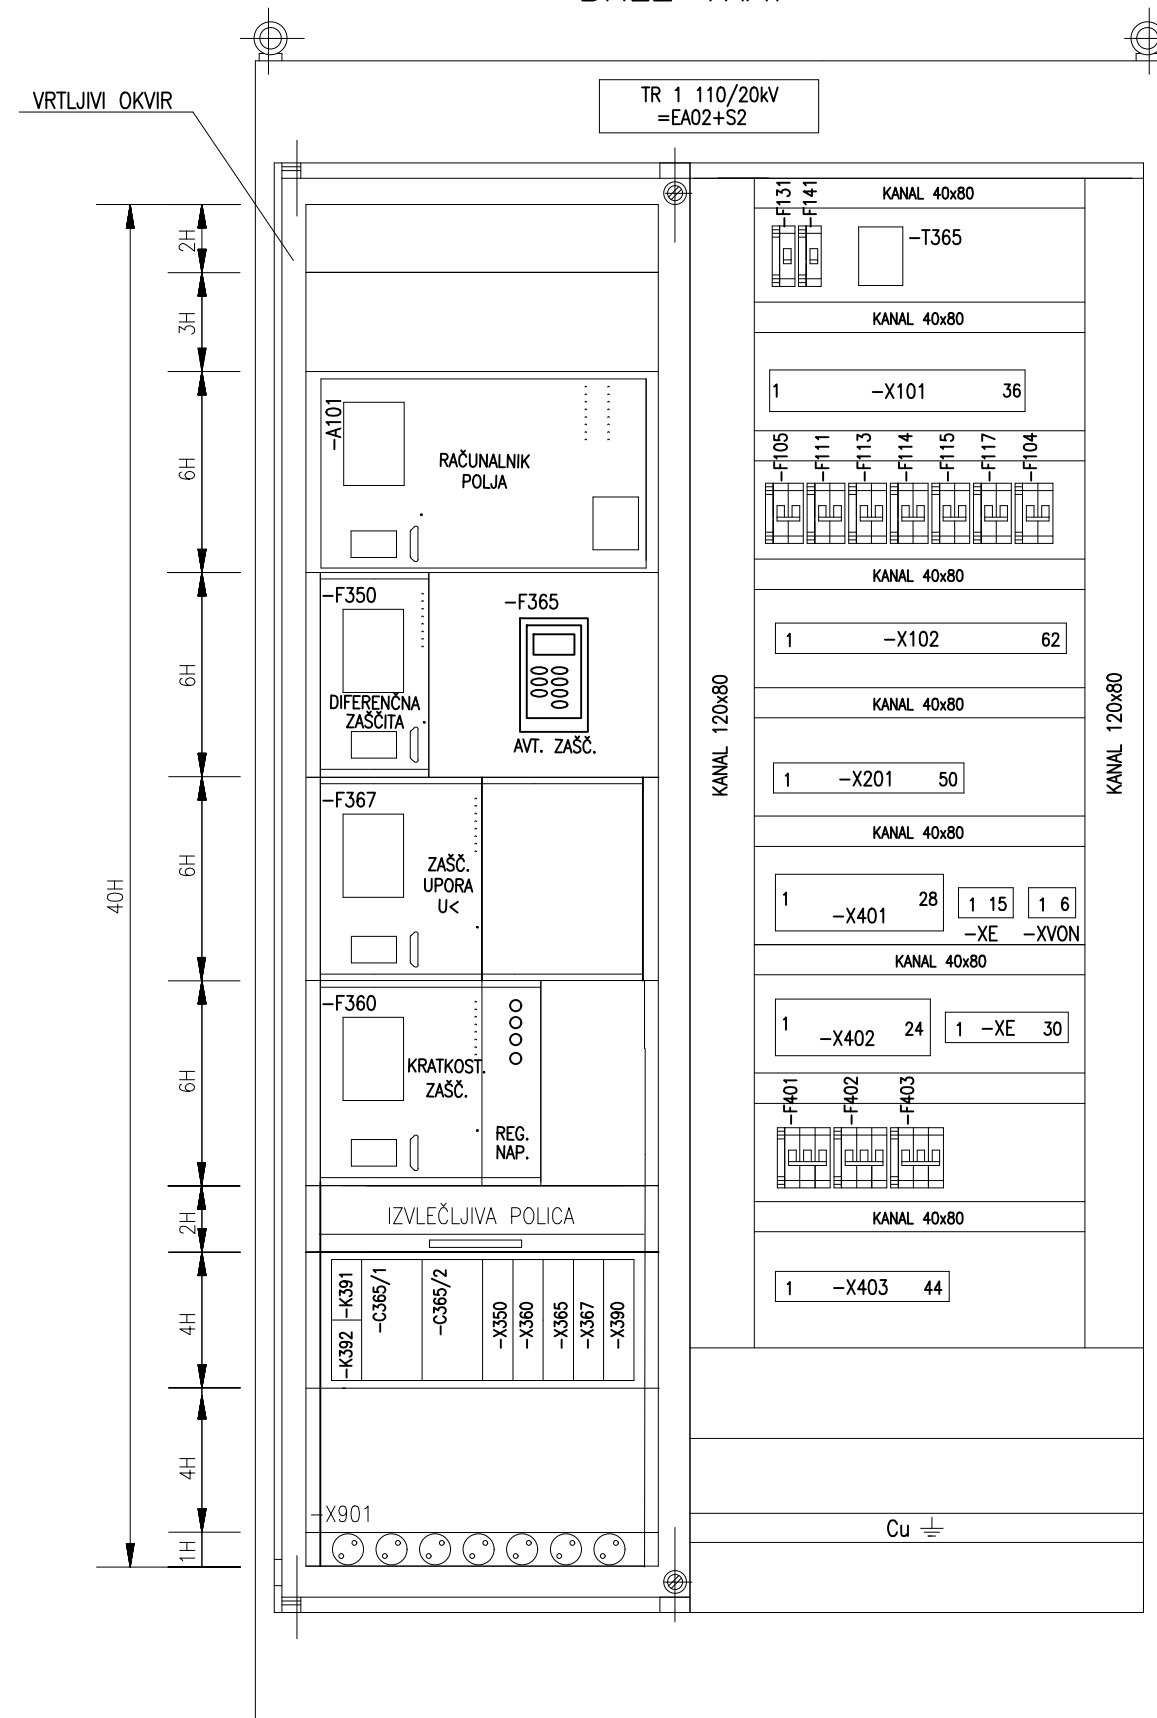 VRTLJIVI OKVIR
TR 1 110/20kV
=EA02+S2
40H
2H
3H
6H
6H
6H
6H
2H
4H
4H
1H
-A101
RAČUNALNIK
POLJA
-F350
DIFERENČNA
ZAŠČITA
-F365
AVT. ZAŠČ.
-F367
ZAŠČ.
UPORA
U<
-F360
KRATKOST.
ZAŠČ.
REG.
NAP.
IZVLEČLJIVA POLICA
-K391
-K392
-C365/1
-C365/2
-X350
-X360
-X365
-X367
-X390
-X901
KANAL 120x80
KANAL 40x80
-F131
-F141
-T365
KANAL 40x80
1 -X101 36
-F105
-F111
-F113
-F114
-F115
-F117
-F104
KANAL 40x80
1 -X102 62
KANAL 40x80
1 -X201 50
KANAL 40x80
1 -X401 28
1 15
-XE
1 6
-XVON
KANAL 40x80
1 -X402 24
1 -XE 30
-F401
-F402
-F403
KANAL 40x80
1 -X403 44
KANAL 120x80
Cu